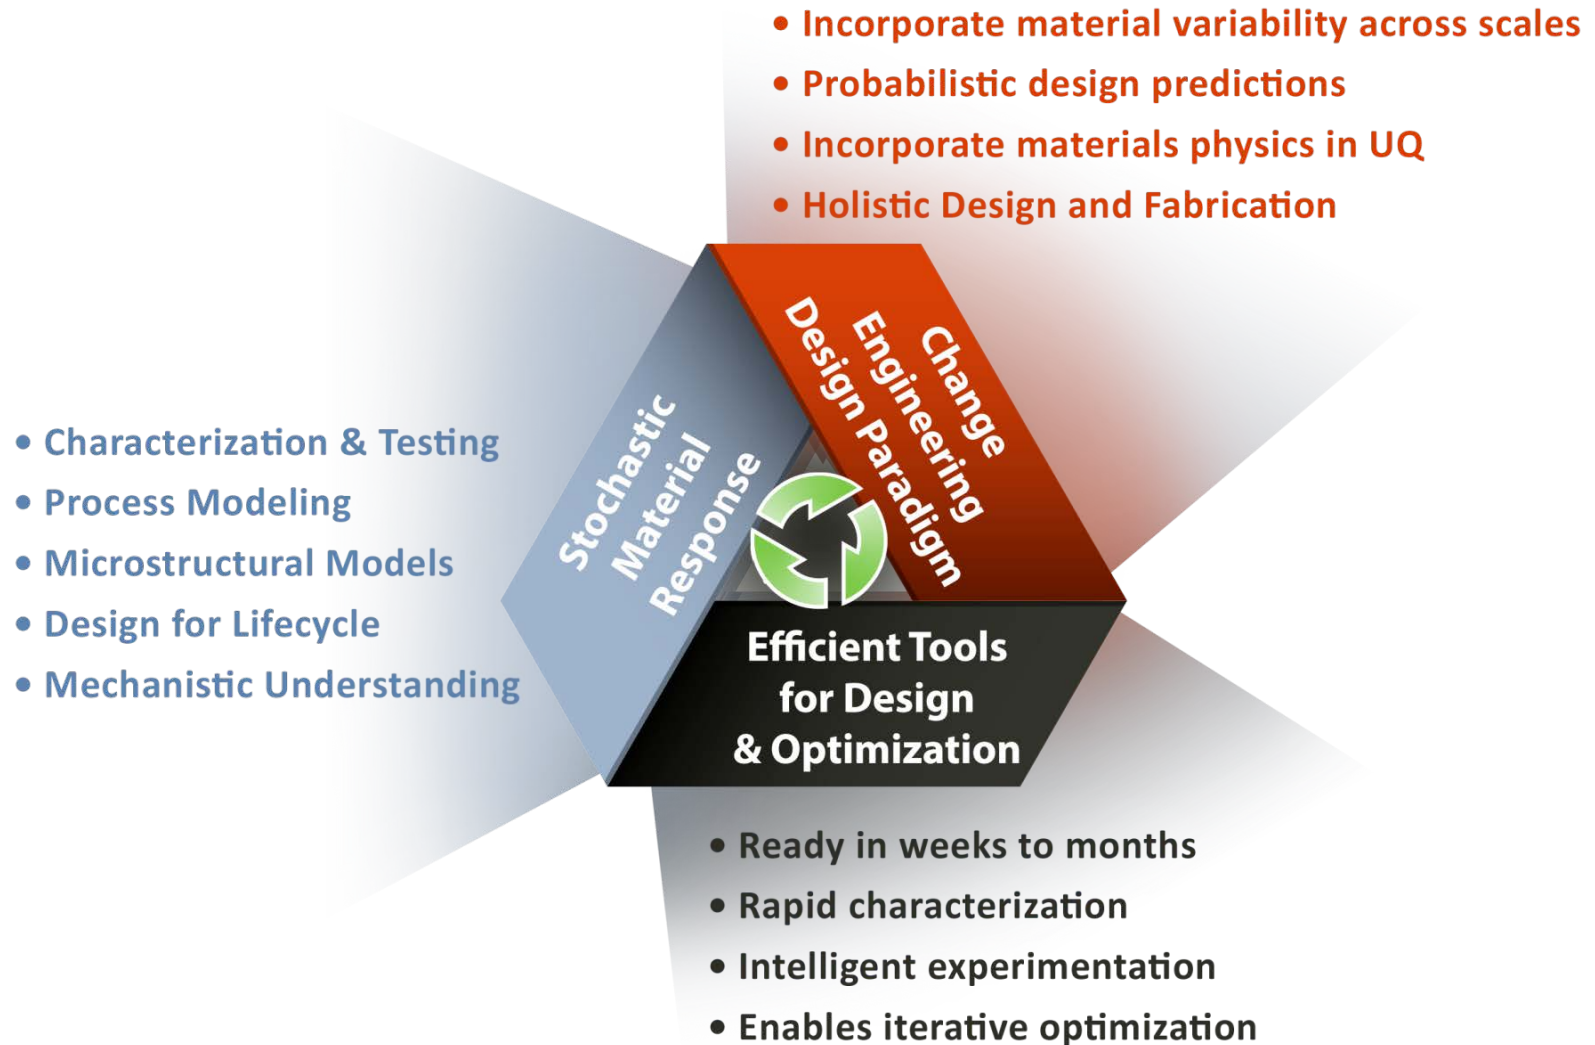 • Incorporate material variability across scales
• Probabilistic design predictions
• Incorporate materials physics in UQ
• Holistic Design and Fabrication
Change
Engineering
Design Paradigm
Stochastic
Material
Response
• Characterization & Testing
• Process Modeling
• Microstructural Models
• Design for Lifecycle
• Mechanistic Understanding
Efficient Tools
for Design
& Optimization
• Ready in weeks to months
• Rapid characterization
• Intelligent experimentation
• Enables iterative optimization